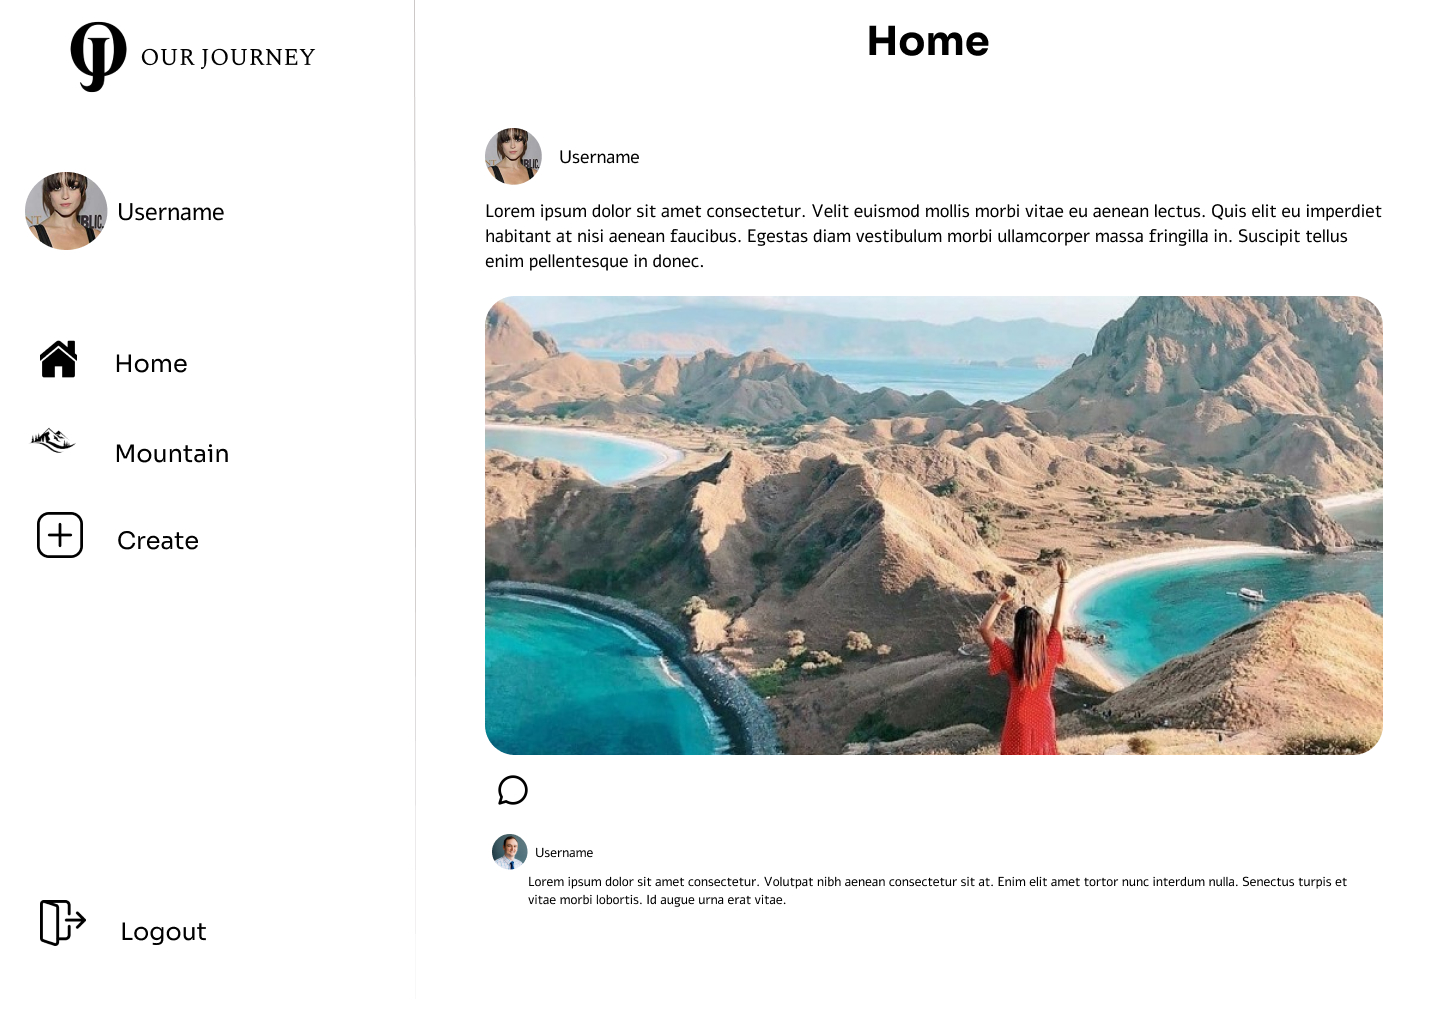 OUR JOURNEY
Username
Home
Mountain
Create
Logout
Home
Username
Lorem ipsum dolor sit amet consectetur. Velit euismod mollis morbi vitae eu aenean lectus. Quis elit eu imperdiet
habitant at nisi aenean faucibus. Egestas diam vestibulum morbi ullamcorper massa fringilla in. Suscipit tellus
enim pellentesque in donec.
Username
Lorem ipsum dolor sit amet consectetur. Volutpat nibh aenean consectetur sit at. Enim elit amet tortor nunc interdum nulla. Senectus turpis et
vitae morbi lobortis. Id augue urna erat vitae.